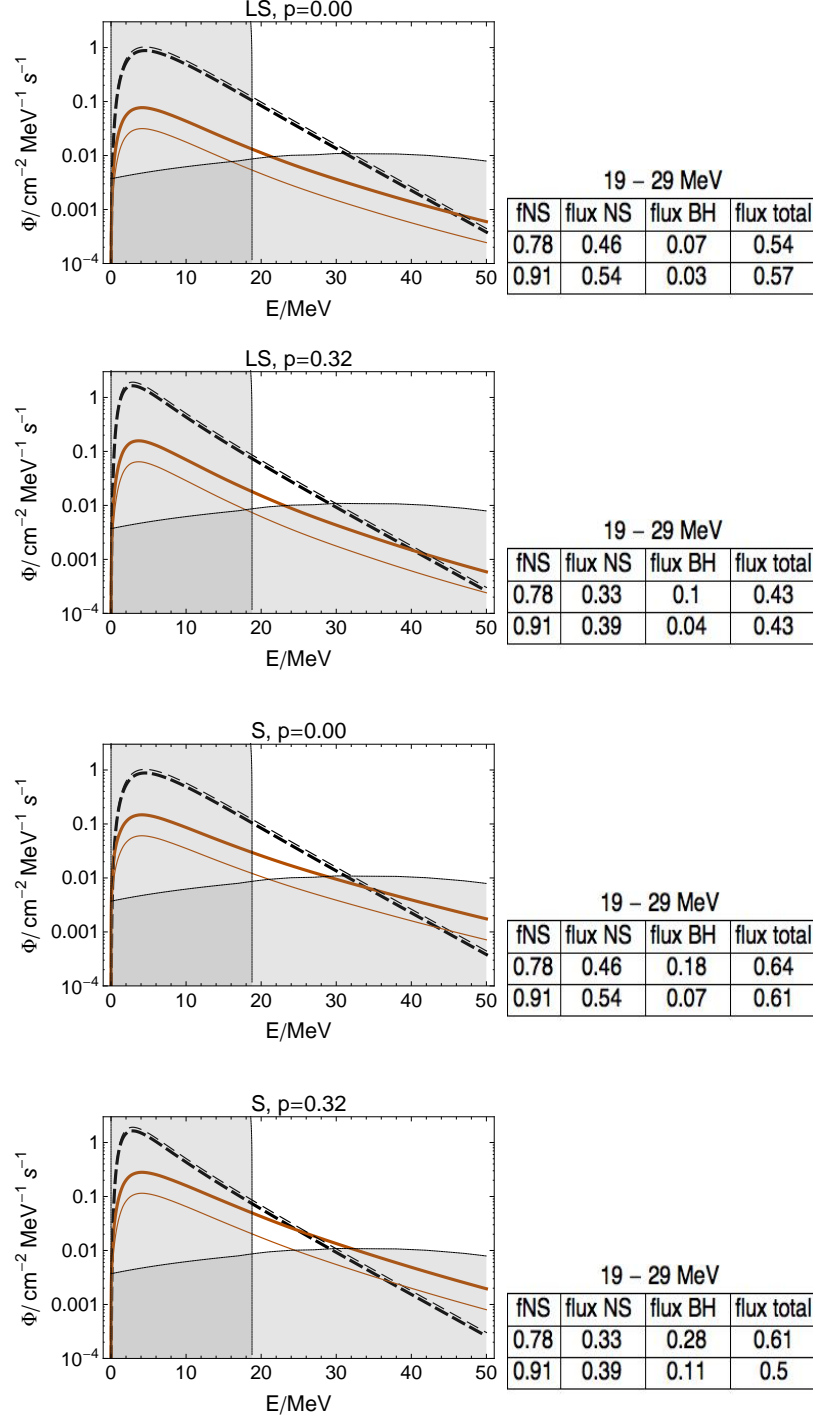 LS, p=0.00
Φ/ cm⁻² MeV⁻¹ s⁻¹
1
0.1
0.01
0.001
10⁻⁴
0 10 20 30 40 50
E/MeV
19 – 29 MeV
fNS flux NS flux BH flux total
0.78 0.46 0.07 0.54
0.91 0.54 0.03 0.57
LS, p=0.32
Φ/ cm⁻² MeV⁻¹ s⁻¹
1
0.1
0.01
0.001
10⁻⁴
0 10 20 30 40 50
E/MeV
19 – 29 MeV
fNS flux NS flux BH flux total
0.78 0.33 0.1 0.43
0.91 0.39 0.04 0.43
S, p=0.00
Φ/ cm⁻² MeV⁻¹ s⁻¹
1
0.1
0.01
0.001
10⁻⁴
0 10 20 30 40 50
E/MeV
19 – 29 MeV
fNS flux NS flux BH flux total
0.78 0.46 0.18 0.64
0.91 0.54 0.07 0.61
S, p=0.32
Φ/ cm⁻² MeV⁻¹ s⁻¹
1
0.1
0.01
0.001
10⁻⁴
0 10 20 30 40 50
E/MeV
19 – 29 MeV
fNS flux NS flux BH flux total
0.78 0.33 0.28 0.61
0.91 0.39 0.11 0.5